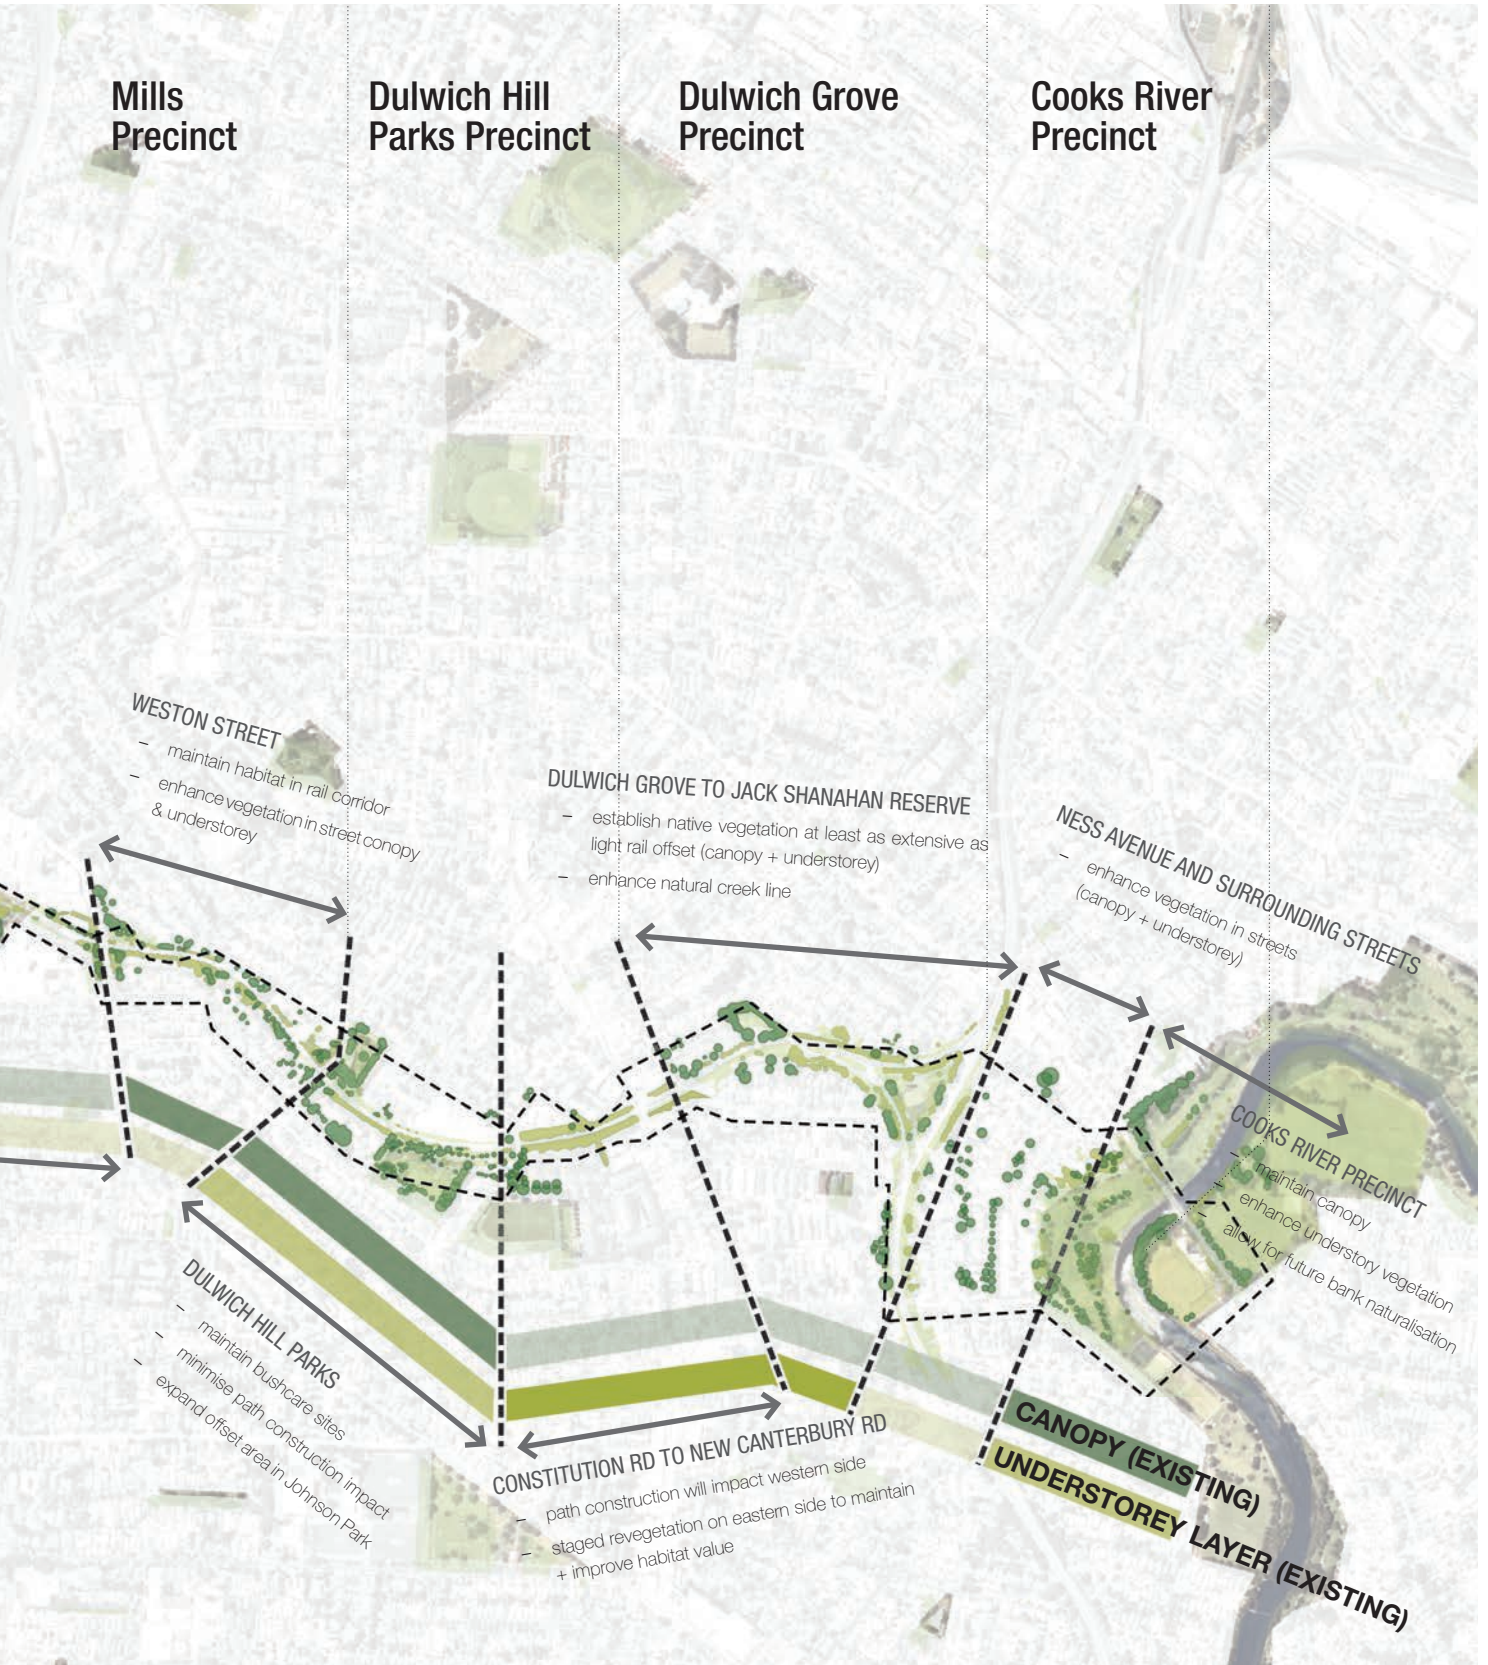 Mills
Precinct
Dulwich Hill
Parks Precinct
Dulwich Grove
Precinct
Cooks River
Precinct
WESTON STREET
– maintain habitat in rail corridor
– enhance vegetation in street conopy
& understorey
DULWICH GROVE TO JACK SHANAHAN RESERVE
– establish native vegetation at least as extensive as
light rail offset (canopy + understorey)
– enhance natural creek line
NESS AVENUE AND SURROUNDING STREETS
– enhance vegetation in streets
(canopy + understorey)
COOKS RIVER PRECINCT
– maintain canopy
– enhance understory vegetation
– allow for future bank naturalisation
DULWICH HILL PARKS
– maintain bushcare sites
– minimise path construction impact
– expand offset area in Johnson Park
CONSTITUTION RD TO NEW CANTERBURY RD
– path construction will impact western side
– staged revegetation on eastern side to maintain
+ improve habitat value
CANOPY (EXISTING)
UNDERSTOREY LAYER (EXISTING)